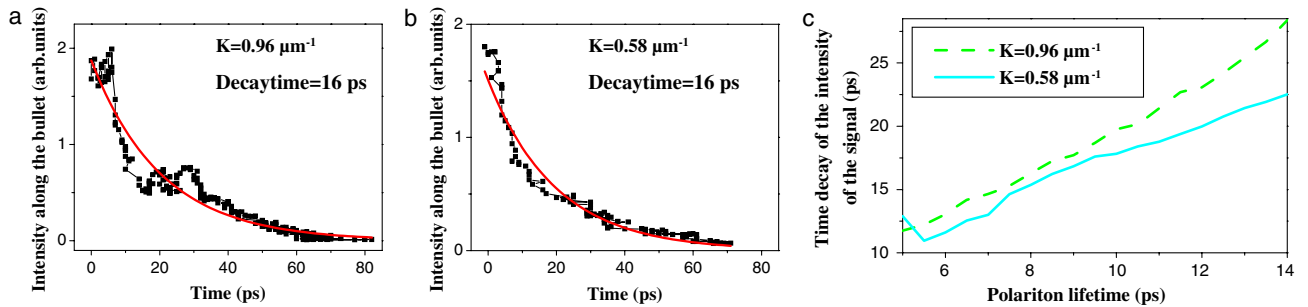 a
K=0.96 μm-1
Decaytime=16 ps
Intensity along the bullet (arb.units)
2
1
0
0 20 40 60 80
Time (ps)
b
K=0.58 μm-1
Decaytime=16 ps
Intensity along the bullet (arb.units)
2
1
0
0 20 40 60 80
Time (ps)
c
K=0.96 μm-1
K=0.58 μm-1
Time decay of the intensity
of the signal (ps)
25
20
15
10
6 8 10 12 14
Polariton lifetime (ps)